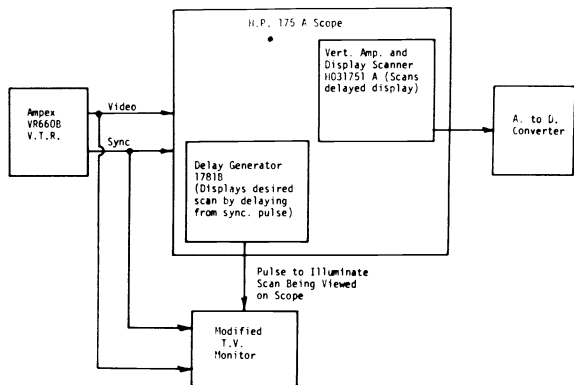 H.P. 175 A Scope
Vert. Amp. and
Display Scanner
H031751 A (Scans
delayed display)
Ampex
VR660B
V.T.R.
Video
Sync
A. to D.
Converter
Delay Generator
1781B
(Displays desired
scan by delaying
from sync. pulse)
Pulse to Illuminate
Scan Being Viewed
on Scope
Modified
T.V.
Monitor